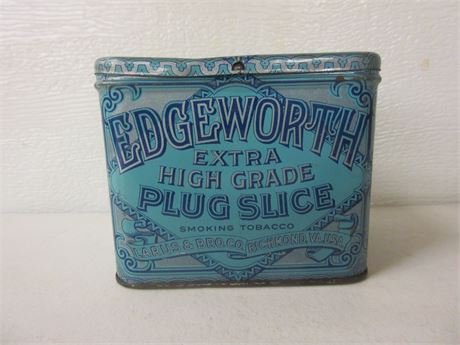 EDGEWORTH
EXTRA
HIGH GRADE
PLUG SLICE
SMOKING TOBACCO
LARUS & BRO. CO. RICHMOND, VA. U.S.A.